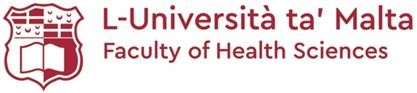 L-Università ta' Malta
Faculty of Health Sciences